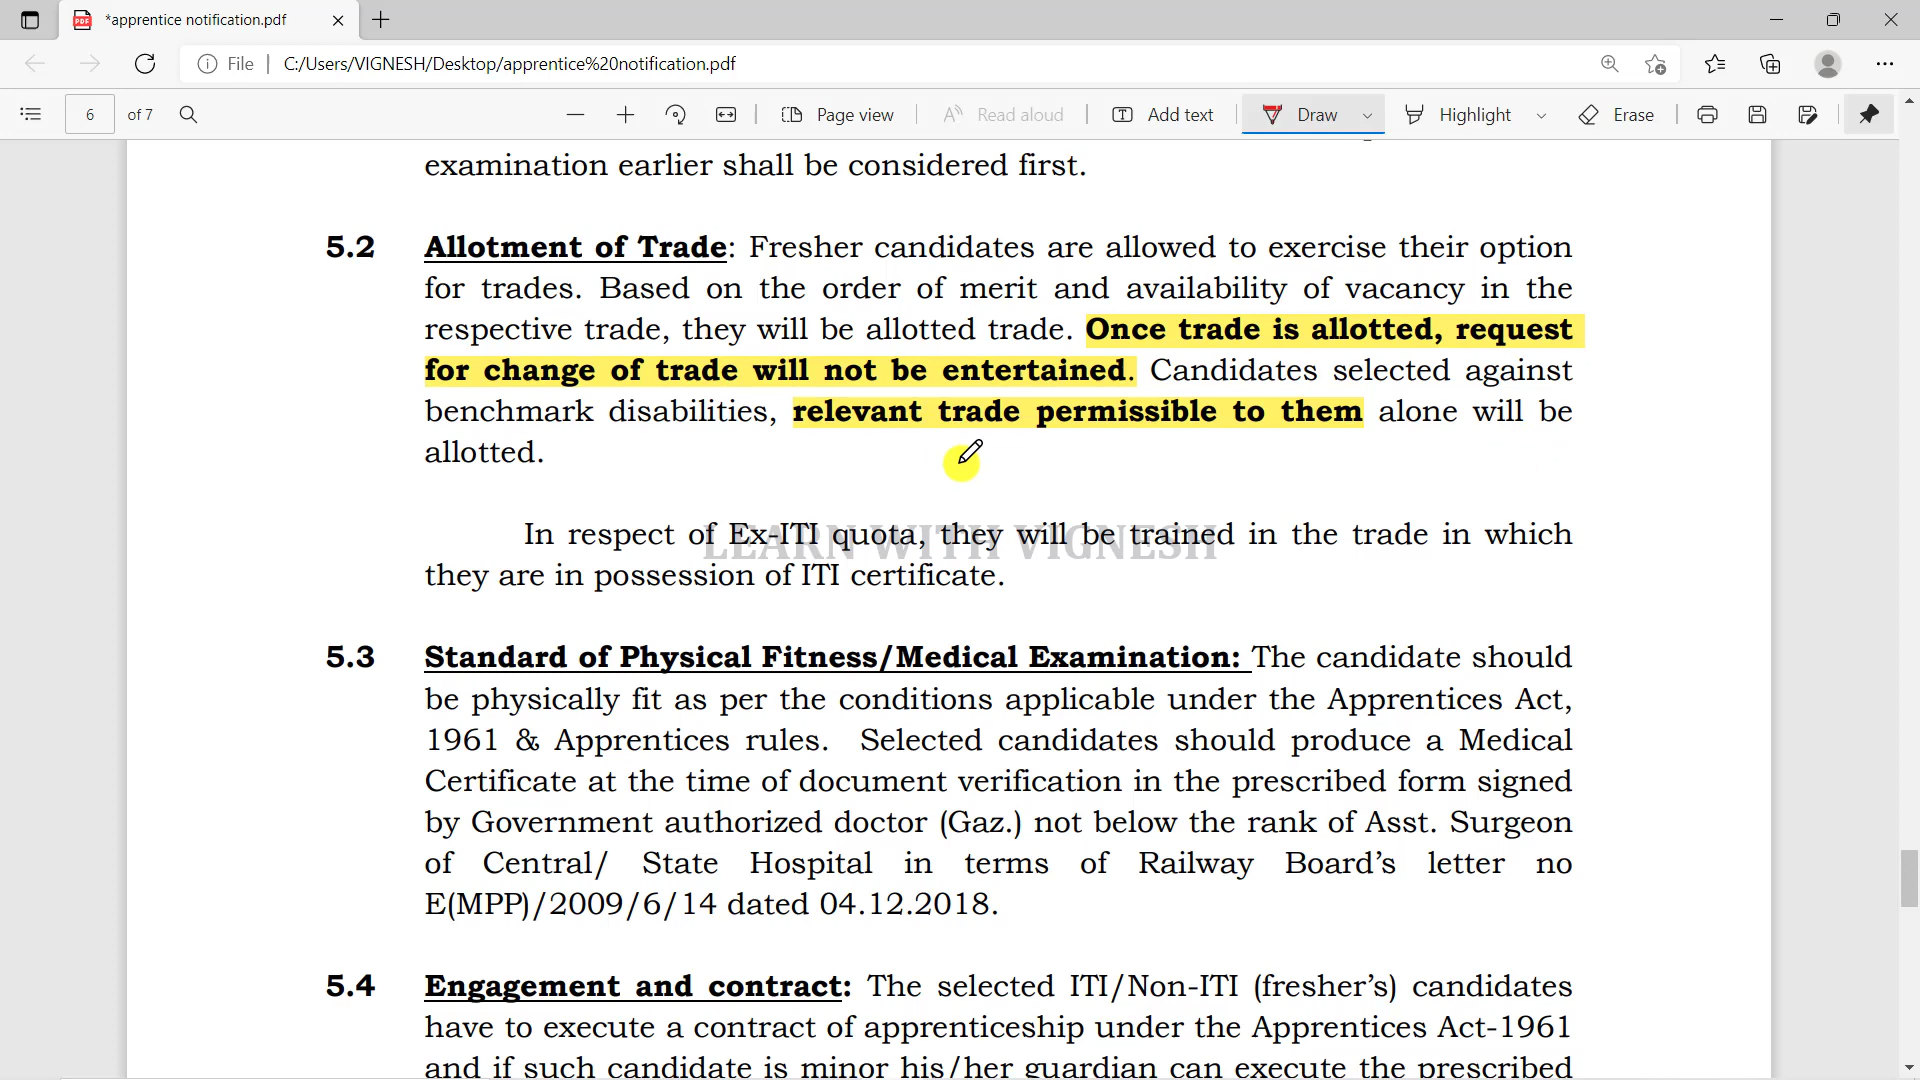 *apprentice notification.pdf
File
C:/Users/VIGNESH/Desktop/apprentice%20notification.pdf
6 of 7
Page view
Read aloud
Add text
Draw
Highlight
Erase
examination earlier shall be considered first.
5.2 Allotment of Trade: Fresher candidates are allowed to exercise their option
for trades. Based on the order of merit and availability of vacancy in the
respective trade, they will be allotted trade. Once trade is allotted, request
for change of trade will not be entertained. Candidates selected against
benchmark disabilities, relevant trade permissible to them alone will be
allotted.
In respect of Ex-ITI quota, they will be trained in the trade in which
LEARN WITH VIGNESH
they are in possession of ITI certificate.
5.3 Standard of Physical Fitness/Medical Examination: The candidate should
be physically fit as per the conditions applicable under the Apprentices Act,
1961 & Apprentices rules. Selected candidates should produce a Medical
Certificate at the time of document verification in the prescribed form signed
by Government authorized doctor (Gaz.) not below the rank of Asst. Surgeon
of Central/ State Hospital in terms of Railway Board's letter no
E(MPP)/2009/6/14 dated 04.12.2018.
5.4 Engagement and contract: The selected ITI/Non-ITI (fresher's) candidates
have to execute a contract of apprenticeship under the Apprentices Act-1961
and if such candidate is minor his/her guardian can execute the prescribed